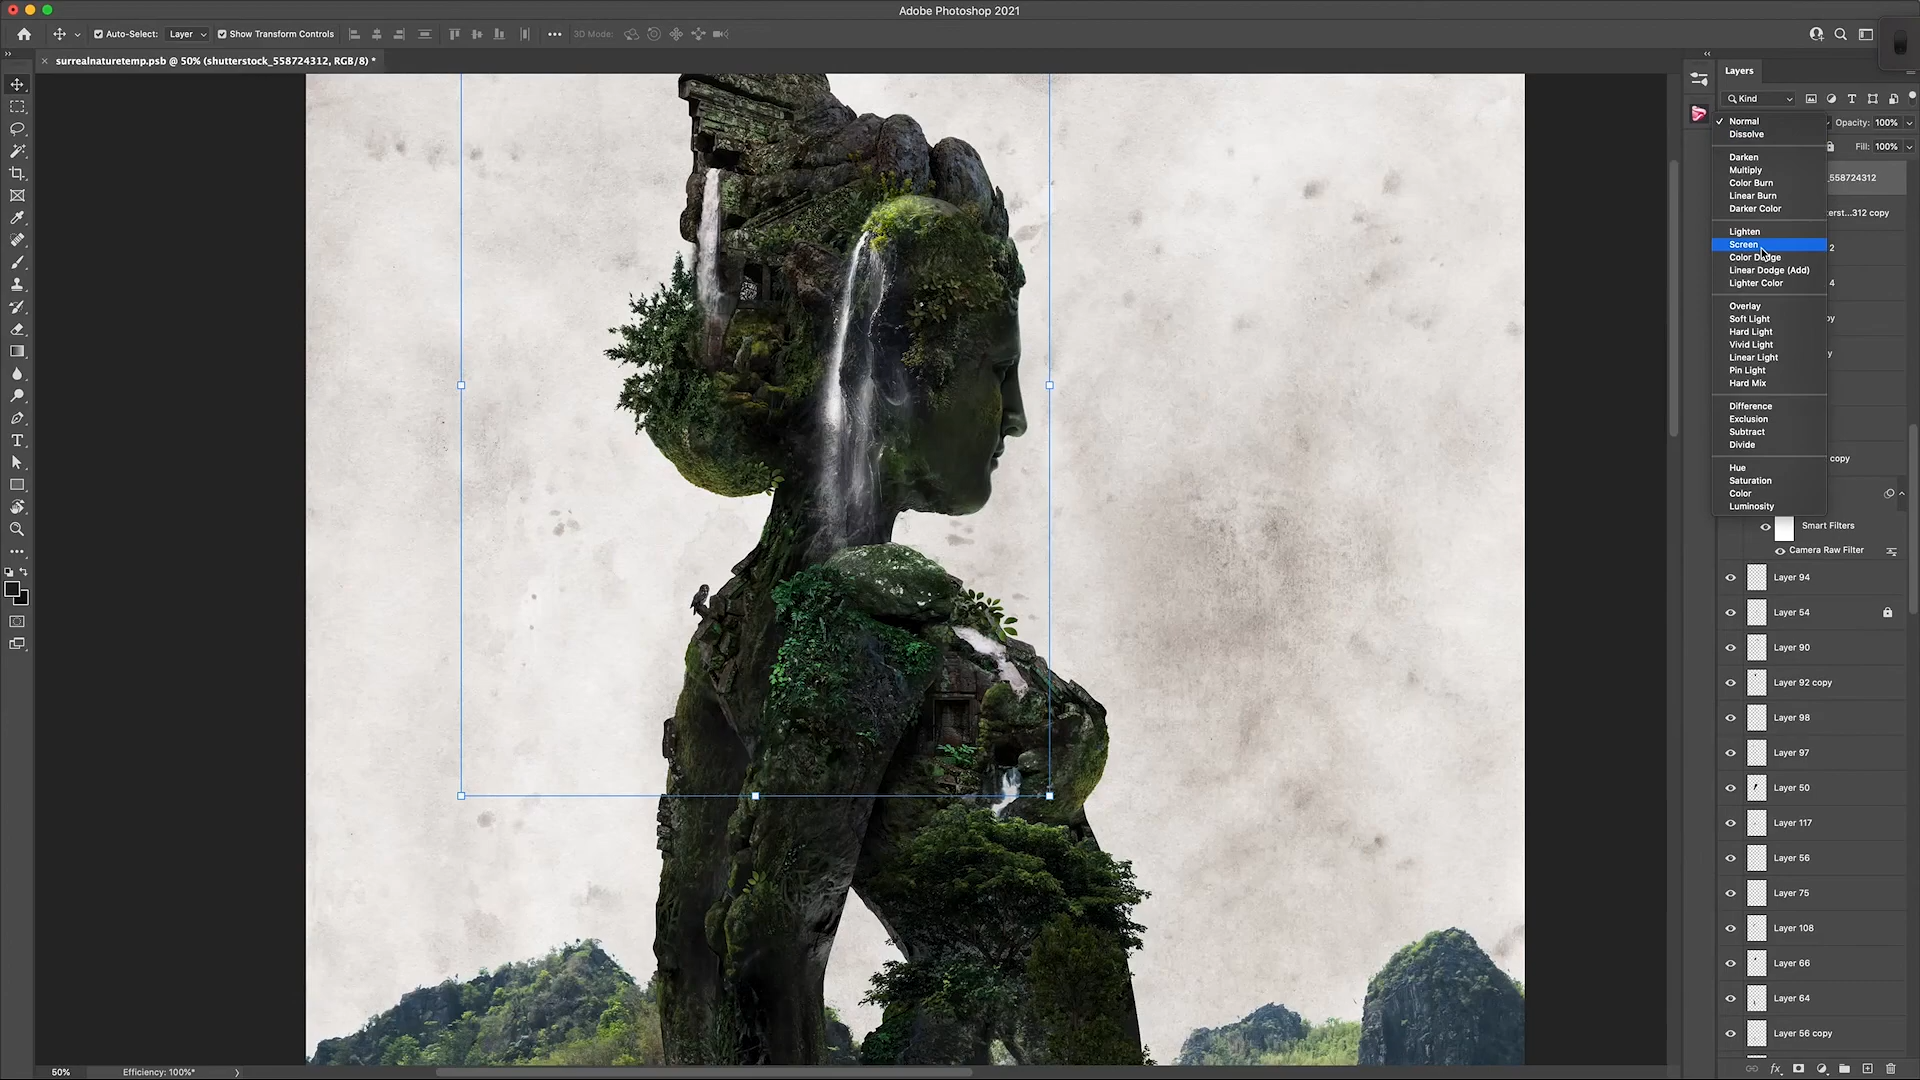 Adobe Photoshop 2021
Auto-Select: Layer Show Transform Controls 3D Mode:
surrealnaturetemp.psb @ 50% (shutterstock_558724312, RGB/8) *
Layers
Kind
Normal
Opacity: 100%
Dissolve
Fill: 100%
Darken
Multiply
_558724312
Color Burn
Linear Burn
Darker Color
erst...312 copy
Lighten
Screen
2
Color Dodge
Linear Dodge (Add)
Lighter Color
4
Overlay
Soft Light
Hard Light
Vivid Light
Linear Light
Pin Light
Hard Mix
Difference
Exclusion
Subtract
Divide
copy
Hue
Saturation
Color
Luminosity
Smart Filters
Camera Raw Filter
Layer 94
Layer 54
Layer 90
Layer 92 copy
Layer 98
Layer 97
Layer 50
Layer 117
Layer 56
Layer 75
Layer 108
Layer 66
Layer 64
Layer 56 copy
50% Efficiency: 100%*
fx